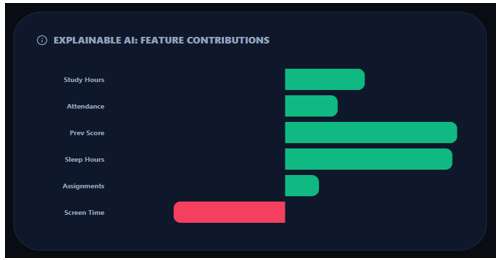 EXPLAINABLE AI: FEATURE CONTRIBUTIONS
Study Hours
Attendance
Prev Score
Sleep Hours
Assignments
Screen Time